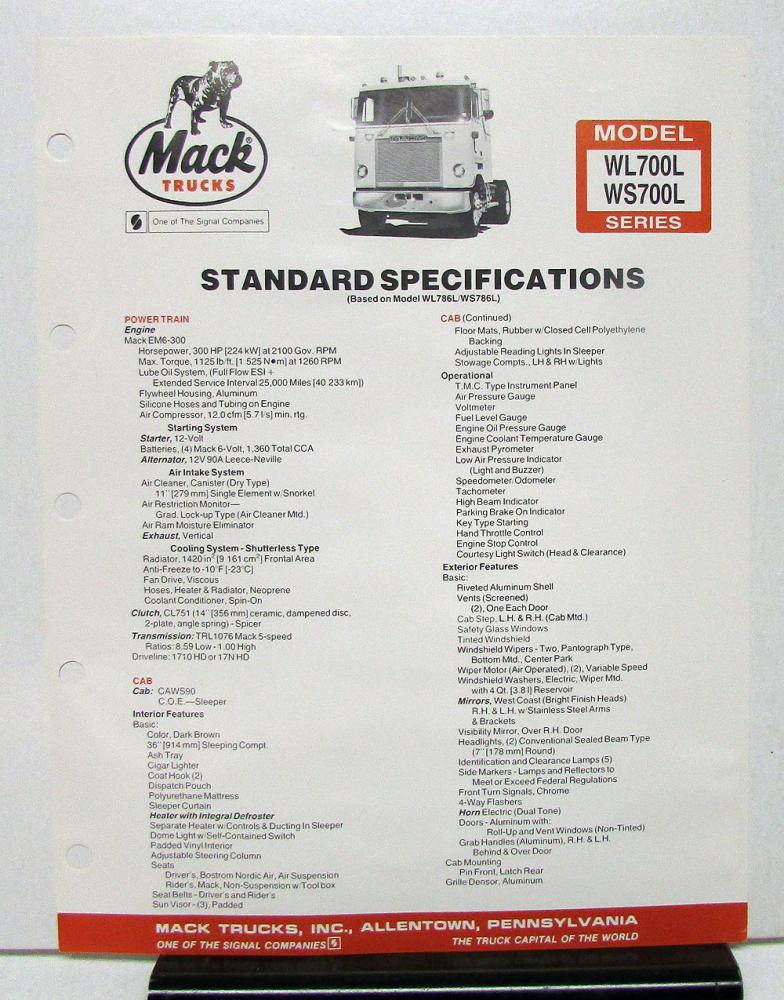 Mack®
TRUCKS
One of The Signal Companies
MODEL
WL700L
WS700L
SERIES
STANDARD SPECIFICATIONS
(Based on Model WL786L/WS786L)
POWER TRAIN
Engine
Mack EM6-300
Horsepower, 300 HP [224 kW] at 2100 Gov. RPM
Max. Torque, 1125 lb/ft. [1 525 N•m] at 1260 RPM
Lube Oil System, (Full Flow ESI +
Extended Service Interval 25,000 Miles [40 233 km])
Flywheel Housing, Aluminum
Silicone Hoses and Tubing on Engine
Air Compressor, 12.0 cfm [5.7 l/s] min. rtg.
Starting System
Starter, 12-Volt
Batteries, (4) Mack 6-Volt, 1,360 Total CCA
Alternator, 12V 90A Leece-Neville
Air Intake System
Air Cleaner, Canister (Dry Type)
11" [279 mm] Single Element w/Snorkel
Air Restriction Monitor—
Grad. Lock-up Type (Air Cleaner Mtd.)
Air Ram Moisture Eliminator
Exhaust, Vertical
Cooling System - Shutterless Type
Radiator, 1420 in² [9 161 cm²] Frontal Area
Anti-Freeze to -10°F [-23°C]
Fan Drive, Viscous
Hoses, Heater & Radiator, Neoprene
Coolant Conditioner, Spin-On
Clutch, CL751 (14" [356 mm] ceramic, dampened disc,
2-plate, angle spring) - Spicer
Transmission: TRL1076 Mack 5-speed
Ratios: 8.59 Low - 1.00 High
Driveline: 1710 HD or 17N HD
CAB
Cab: CAWS90
C.O.E.—Sleeper
Interior Features
Basic:
Color, Dark Brown
36" [914 mm] Sleeping Compt.
Ash Tray
Cigar Lighter
Coat Hook (2)
Dispatch Pouch
Polyurethane Mattress
Sleeper Curtain
Heater with Integral Defroster
Separate Heater w/Controls & Ducting In Sleeper
Dome Light w/Self-Contained Switch
Padded Vinyl Interior
Adjustable Steering Column
Seats
Driver's, Bostrom Nordic Air, Air Suspension
Rider's, Mack, Non-Suspension w/Tool box
Seat Belts - Driver's and Rider's
Sun Visor - (3), Padded
CAB (Continued)
Floor Mats, Rubber w/Closed Cell Polyethylene
Backing
Adjustable Reading Lights In Sleeper
Stowage Compts., LH & RH w/Lights
Operational
T.M.C. Type Instrument Panel
Air Pressure Gauge
Voltmeter
Fuel Level Gauge
Engine Oil Pressure Gauge
Engine Coolant Temperature Gauge
Exhaust Pyrometer
Low Air Pressure Indicator
(Light and Buzzer)
Speedometer/Odometer
Tachometer
High Beam Indicator
Parking Brake On Indicator
Key Type Starting
Hand Throttle Control
Engine Stop Control
Courtesy Light Switch (Head & Clearance)
Exterior Features
Basic:
Riveted Aluminum Shell
Vents (Screened)
(2), One Each Door
Cab Step, L.H. & R.H. (Cab Mtd.)
Safety Glass Windows
Tinted Windshield
Windshield Wipers - Two, Pantograph Type,
Bottom Mtd., Center Park
Wiper Motor (Air Operated), (2), Variable Speed
Windshield Washers, Electric, Wiper Mtd.
with 4 Qt. [3.8 l] Reservoir
Mirrors, West Coast (Bright Finish Heads)
R.H. & L.H. w/Stainless Steel Arms
& Brackets
Visibility Mirror, Over R.H. Door
Headlights, (2) Conventional Sealed Beam Type
(7" [178 mm] Round)
Identification and Clearance Lamps (5)
Side Markers - Lamps and Reflectors to
Meet or Exceed Federal Regulations
Front Turn Signals, Chrome
4-Way Flashers
Horn Electric (Dual Tone)
Doors - Aluminum with:
Roll-Up and Vent Windows (Non-Tinted)
Grab Handles (Aluminum), R.H. & L.H.
Behind & Over Door
Cab Mounting
Pin Front, Latch Rear
Grille Densor, Aluminum
MACK TRUCKS, INC., ALLENTOWN, PENNSYLVANIA
ONE OF THE SIGNAL COMPANIES
THE TRUCK CAPITAL OF THE WORLD